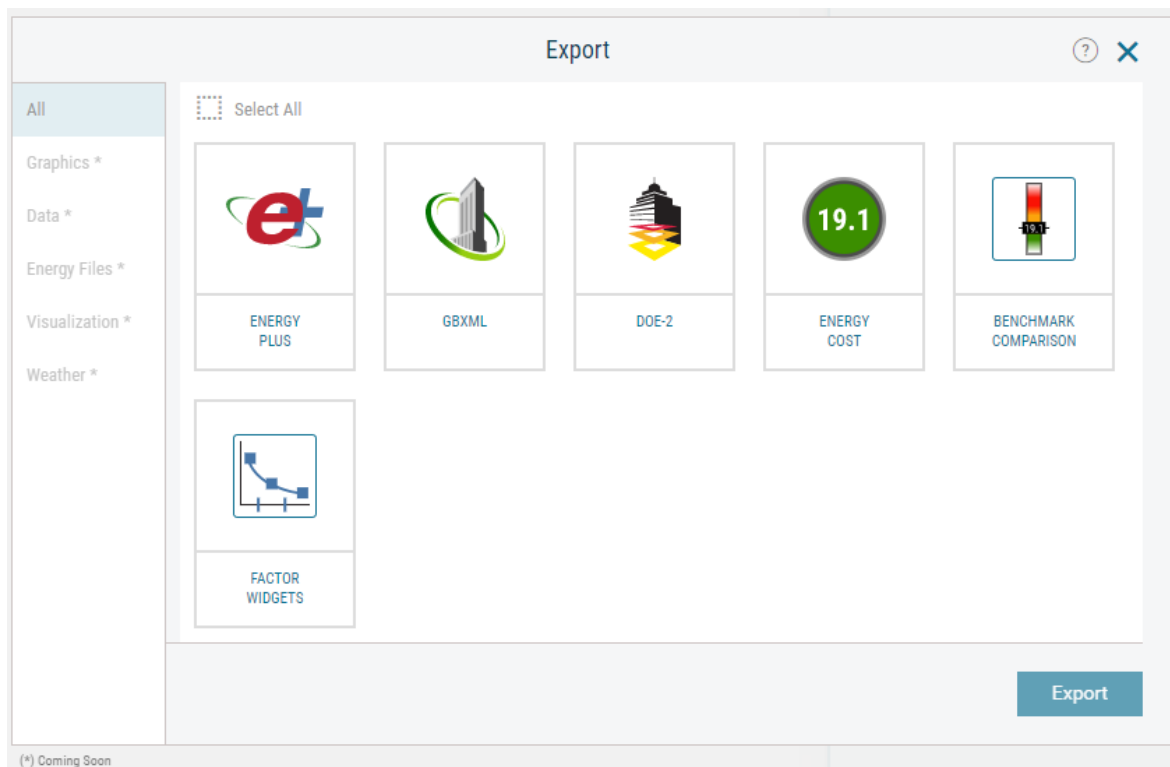 Export
?
All
Graphics *
Data *
Energy Files *
Visualization *
Weather *
Select All
e+
19.1
-19.1-
ENERGY
PLUS
GBXML
DOE-2
ENERGY
COST
BENCHMARK
COMPARISON
FACTOR
WIDGETS
Export
(*) Coming Soon